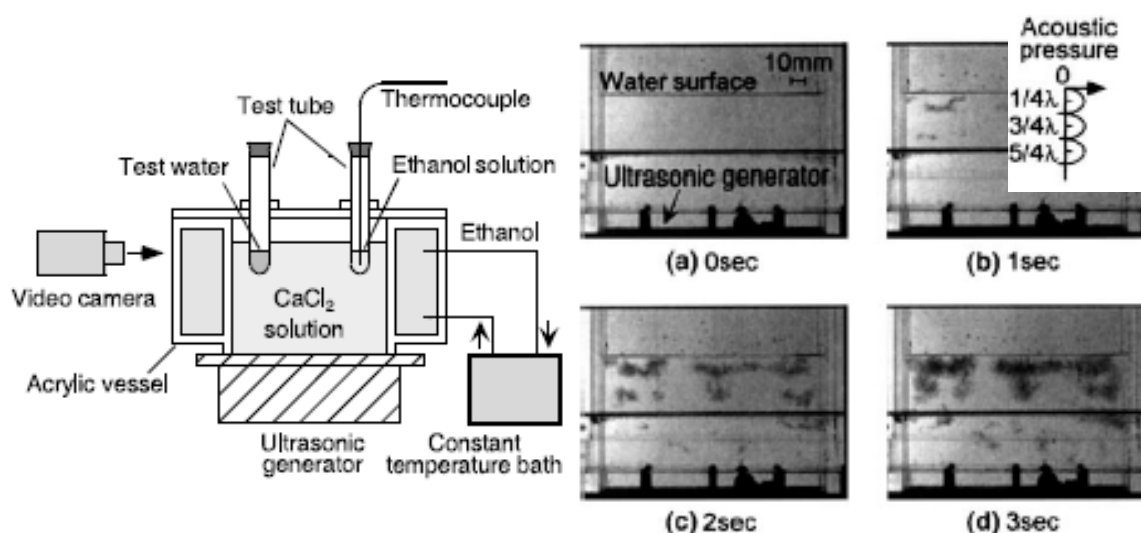 Test tube
Thermocouple
Test water
Ethanol solution
Ethanol
Video camera
CaCl₂
solution
Acrylic vessel
Ultrasonic
generator
Constant
temperature bath
10mm
Water surface
Ultrasonic generator
(a) 0sec
Acoustic
pressure
0
1/4λ
3/4λ
5/4λ
(b) 1sec
(c) 2sec
(d) 3sec